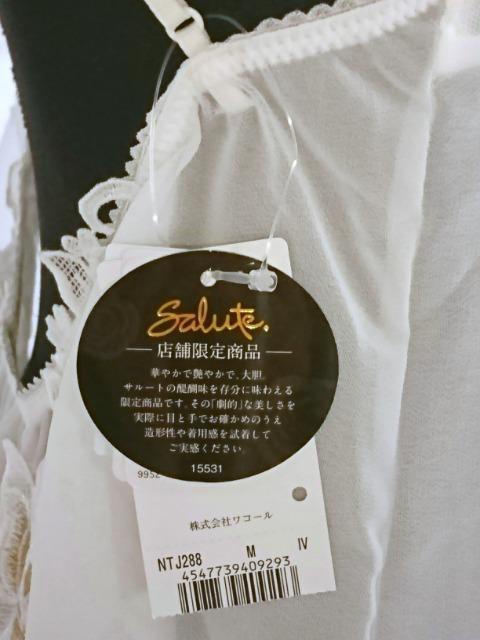 Salute.
店舗限定商品
華やかで艶やかで、大胆。
サルートの醍醐味を存分に味わえる
限定商品です。その「劇的」な美しさを
実際に目と手でお確かめのうえ
造形性や着用感を試着して
ご実感ください。
15531
9952
株式会社ワコール
NTJ288 M IV
4547739409293